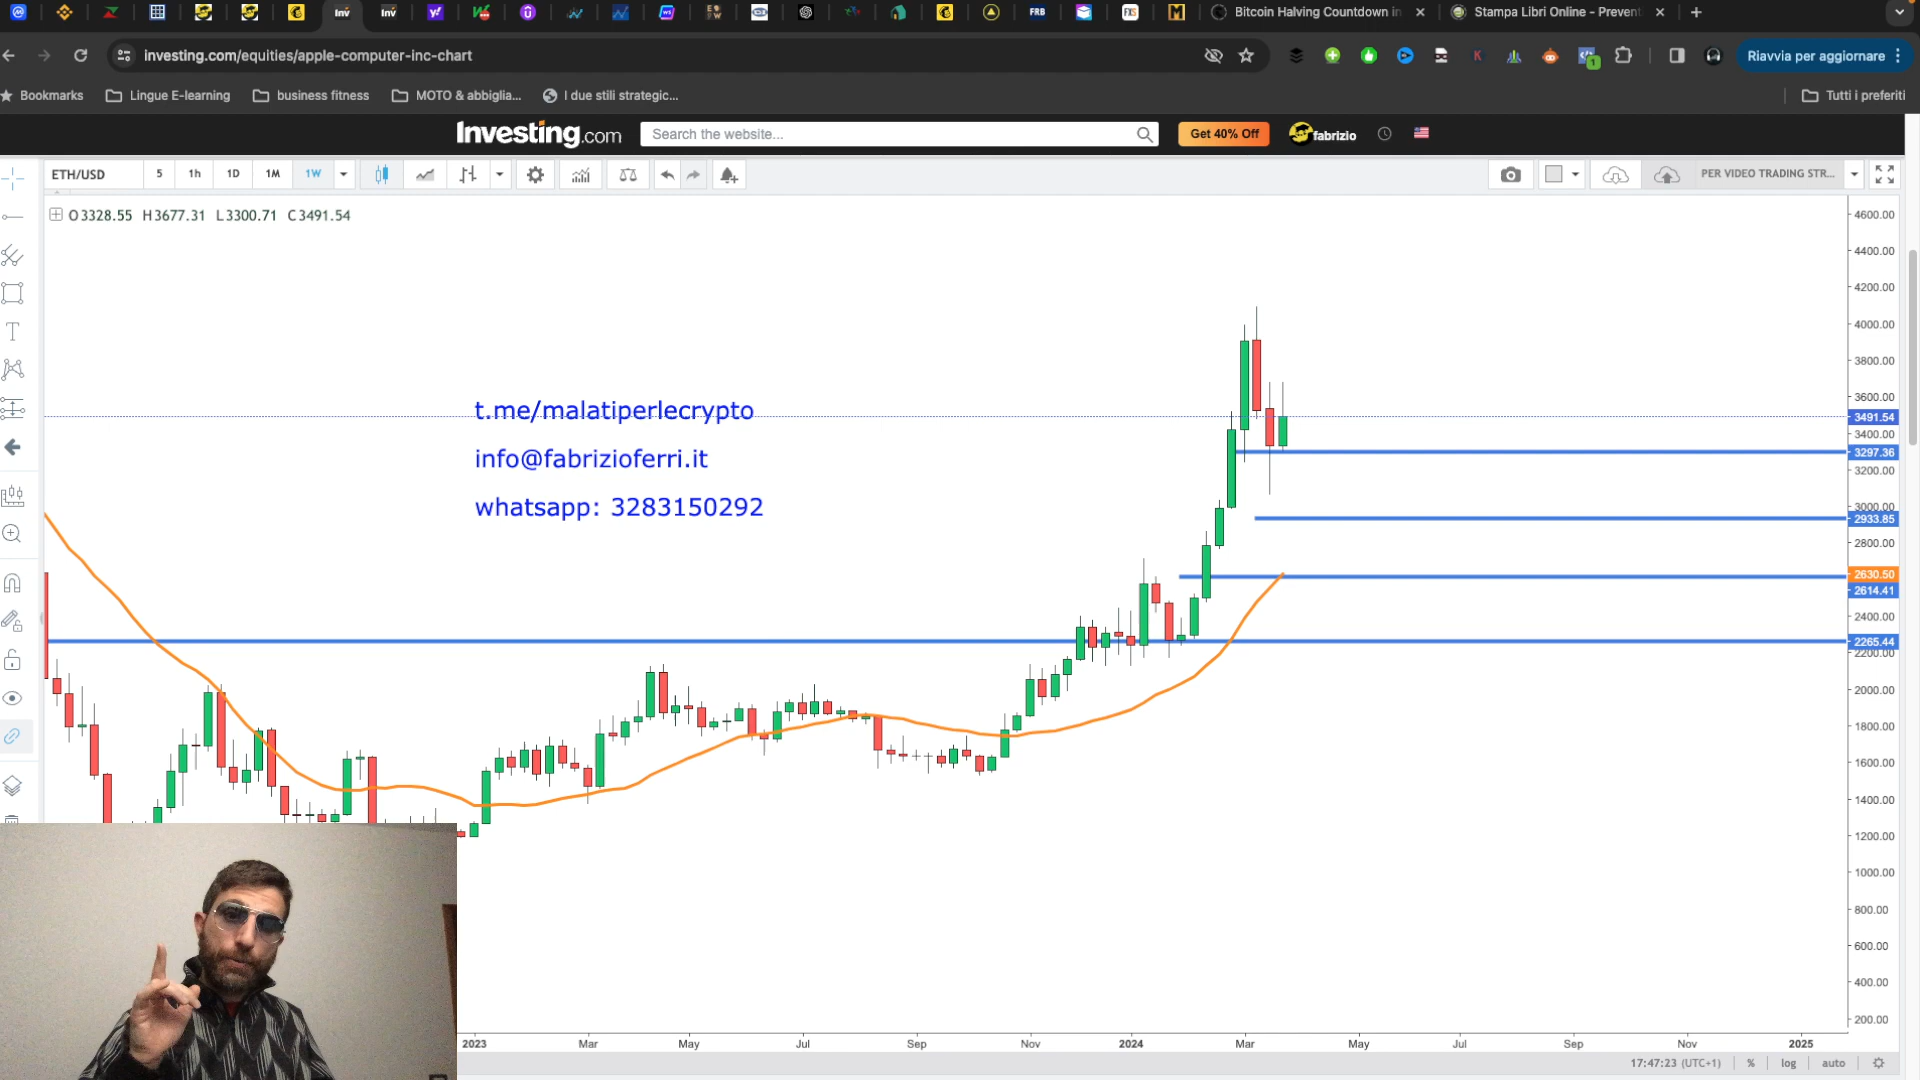 Bitcoin Halving Countdown in
Stampa Libri Online - Prevent
investing.com/equities/apple-computer-inc-chart
Riavvia per aggiornare
Bookmarks
Lingue E-learning
business fitness
MOTO & abbiglia...
I due stili strategic...
Tutti i preferiti
Investing.com
Search the website...
Get 40% Off
fabrizio
ETH/USD
5
1h
1D
1M
1W
PER VIDEO TRADING STR...
O3328.55 H3677.31 L3300.71 C3491.54
t.me/malatiperlecrypto
info@fabrizioferri.it
whatsapp: 3283150292
4600.00
4400.00
4200.00
4000.00
3800.00
3600.00
3491.54
3400.00
3297.36
3200.00
3000.00
2933.85
2800.00
2630.50
2614.41
2400.00
2265.44
2200.00
2000.00
1800.00
1600.00
1400.00
1200.00
1000.00
800.00
600.00
400.00
200.00
2023
Mar
May
Jul
Sep
Nov
2024
Mar
May
Jul
Sep
Nov
2025
17:47:23 (UTC+1)
%
log
auto